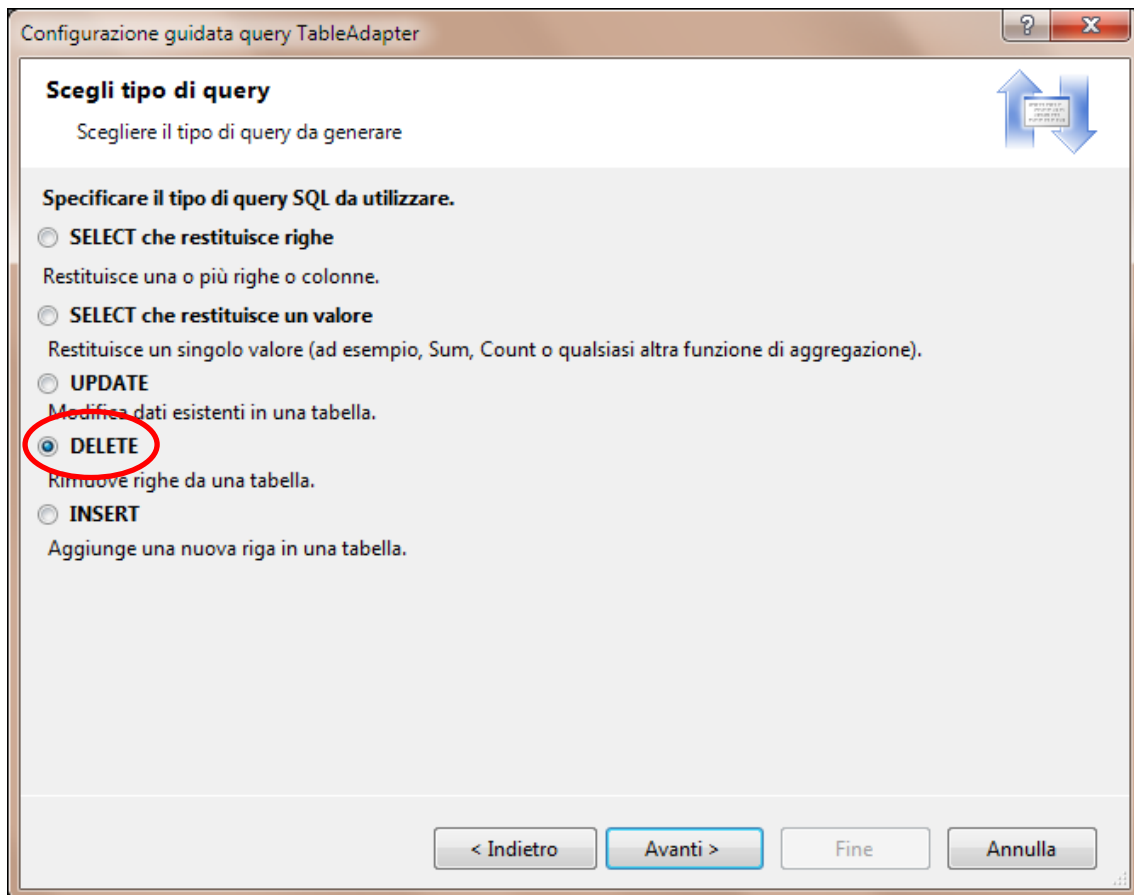 Configurazione guidata query TableAdapter
Scegli tipo di query
Scegliere il tipo di query da generare
Specificare il tipo di query SQL da utilizzare.
SELECT che restituisce righe
Restituisce una o più righe o colonne.
SELECT che restituisce un valore
Restituisce un singolo valore (ad esempio, Sum, Count o qualsiasi altra funzione di aggregazione).
UPDATE
Modifica dati esistenti in una tabella.
DELETE
Rimuove righe da una tabella.
INSERT
Aggiunge una nuova riga in una tabella.
< Indietro
Avanti >
Fine
Annulla